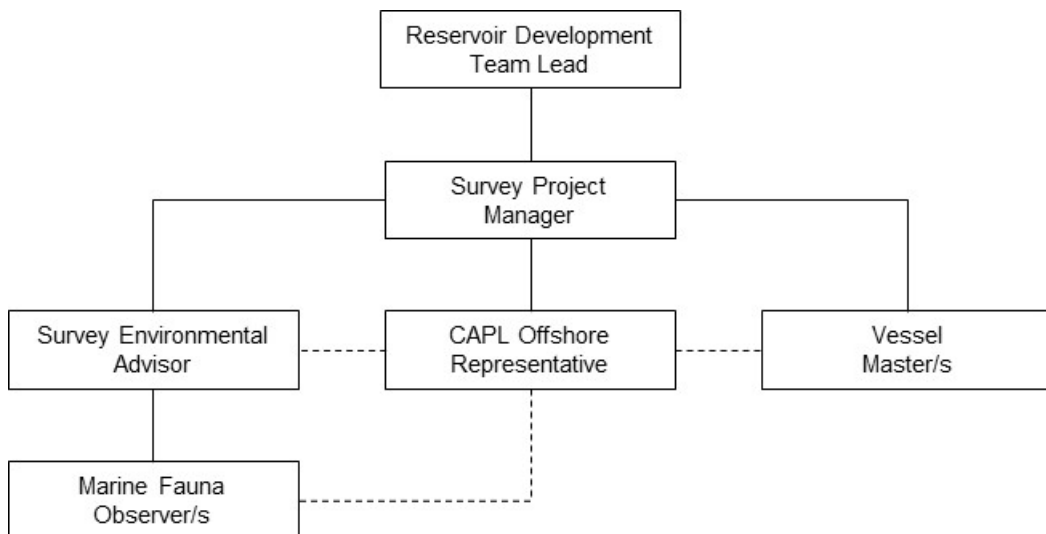 Reservoir Development
Team Lead
Survey Project
Manager
Survey Environmental
Advisor
CAPL Offshore
Representative
Vessel
Master/s
Marine Fauna
Observer/s